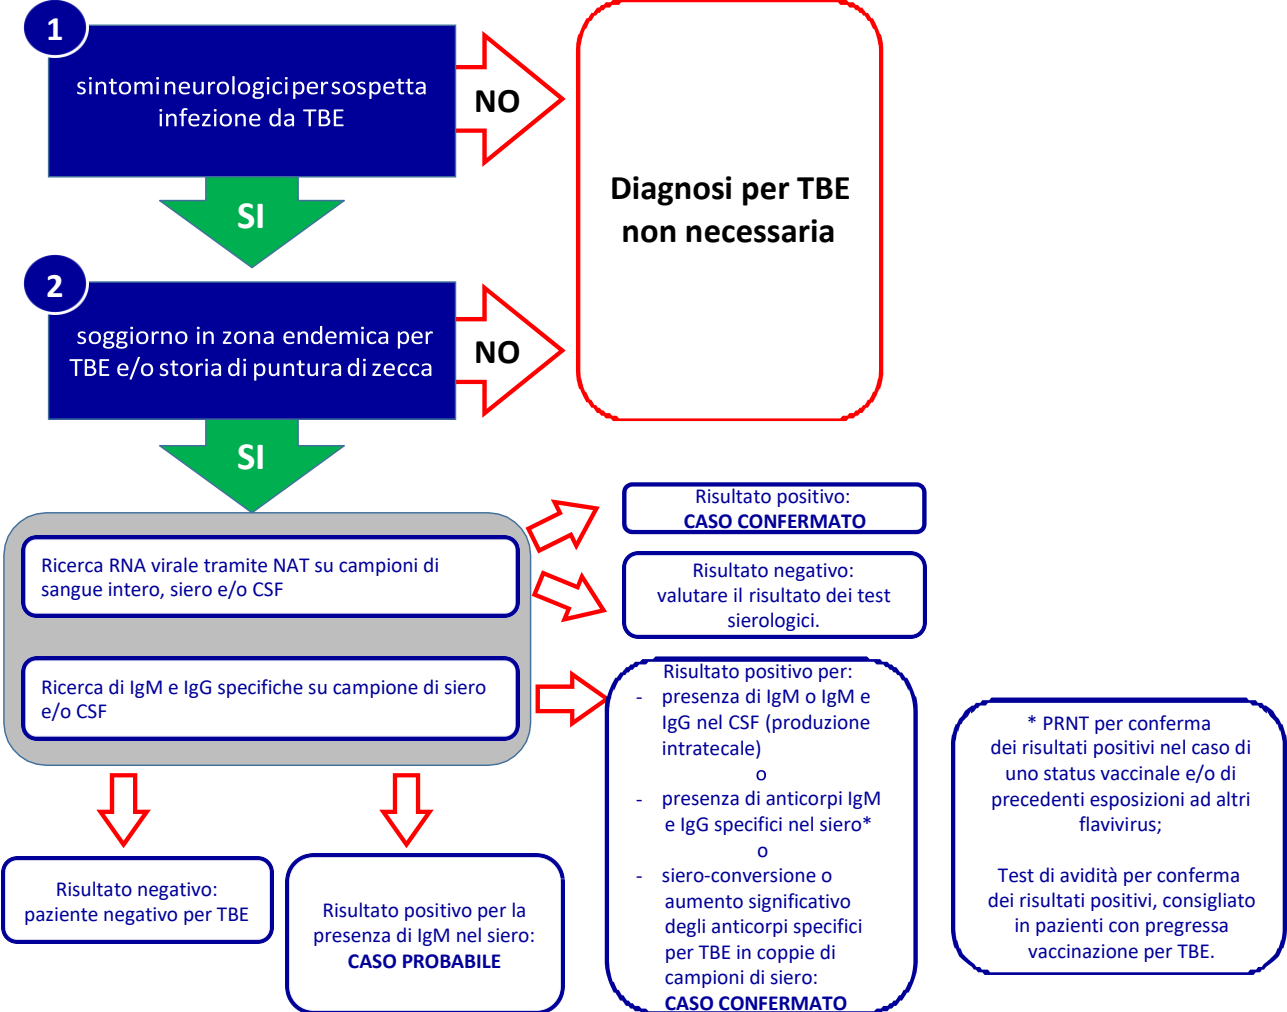 1
sintomi neurologici per sospetta
infezione da TBE
NO
SI
Diagnosi per TBE
non necessaria
2
soggiorno in zona endemica per
TBE e/o storia di puntura di zecca
NO
SI
Ricerca RNA virale tramite NAT su campioni di
sangue intero, siero e/o CSF
Risultato positivo:
CASO CONFERMATO
Risultato negativo:
valutare il risultato dei test
sierologici.
Ricerca di IgM e IgG specifiche su campione di siero
e/o CSF
Risultato positivo per:
- presenza di IgM o IgM e
IgG nel CSF (produzione
intratecale)
o
- presenza di anticorpi IgM
e IgG specifici nel siero*
o
- siero-conversione o
aumento significativo
degli anticorpi specifici
per TBE in coppie di
campioni di siero:
CASO CONFERMATO
* PRNT per conferma
dei risultati positivi nel caso di
uno status vaccinale e/o di
precedenti esposizioni ad altri
flavivirus;
Test di avidità per conferma
dei risultati positivi, consigliato
in pazienti con pregressa
vaccinazione per TBE.
Risultato negativo:
paziente negativo per TBE
Risultato positivo per la
presenza di IgM nel siero:
CASO PROBABILE